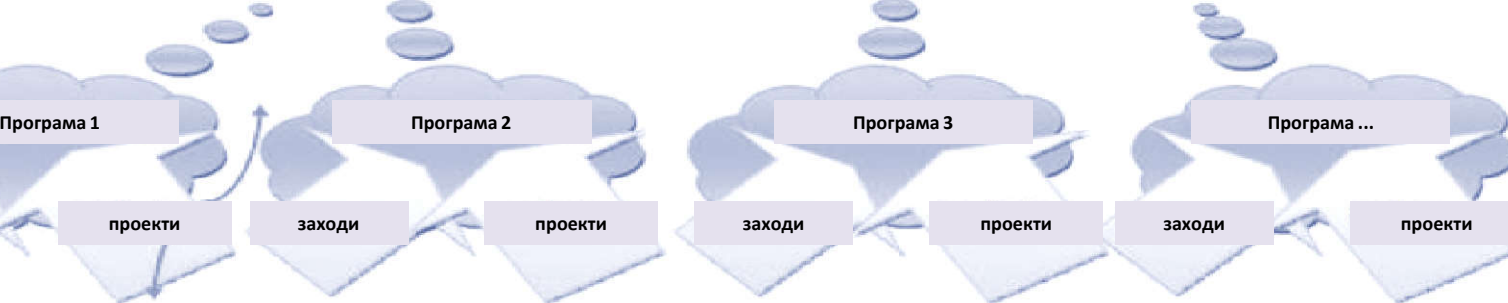 Програма 1
Програма 2
Програма 3
Програма ...
проекти
заходи
проекти
заходи
проекти
заходи
проекти